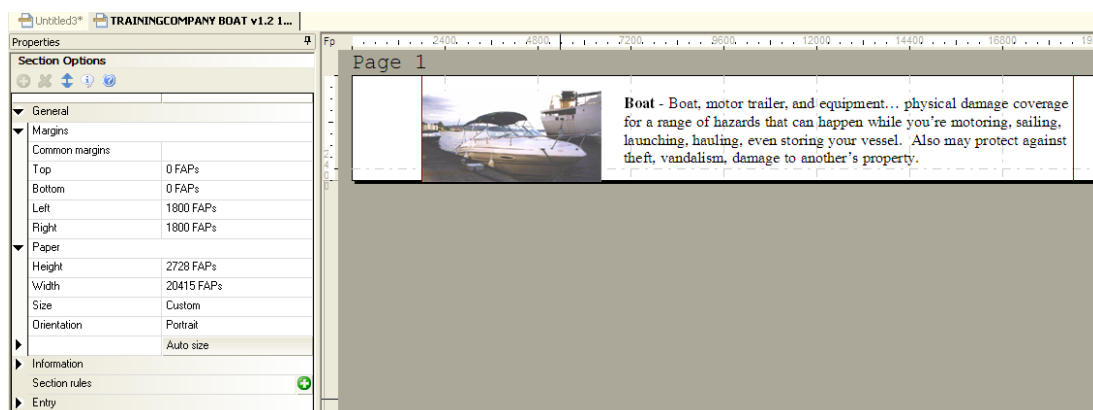 Untitled3* TRAININGCOMPANY BOAT v1.2 1...
Properties
Section Options
General
Margins
Common margins
Top 0 FAPs
Bottom 0 FAPs
Left 1800 FAPs
Right 1800 FAPs
Paper
Height 2728 FAPs
Width 20415 FAPs
Size Custom
Orientation Portrait
Auto size
Information
Section rules
Entry
Fp 2400 4800 7200 9600 12000 14400 16800 19
Page 1
2400
Boat - Boat, motor trailer, and equipment… physical damage coverage
for a range of hazards that can happen while you’re motoring, sailing,
launching, hauling, even storing your vessel.  Also may protect against
theft, vandalism, damage to another’s property.